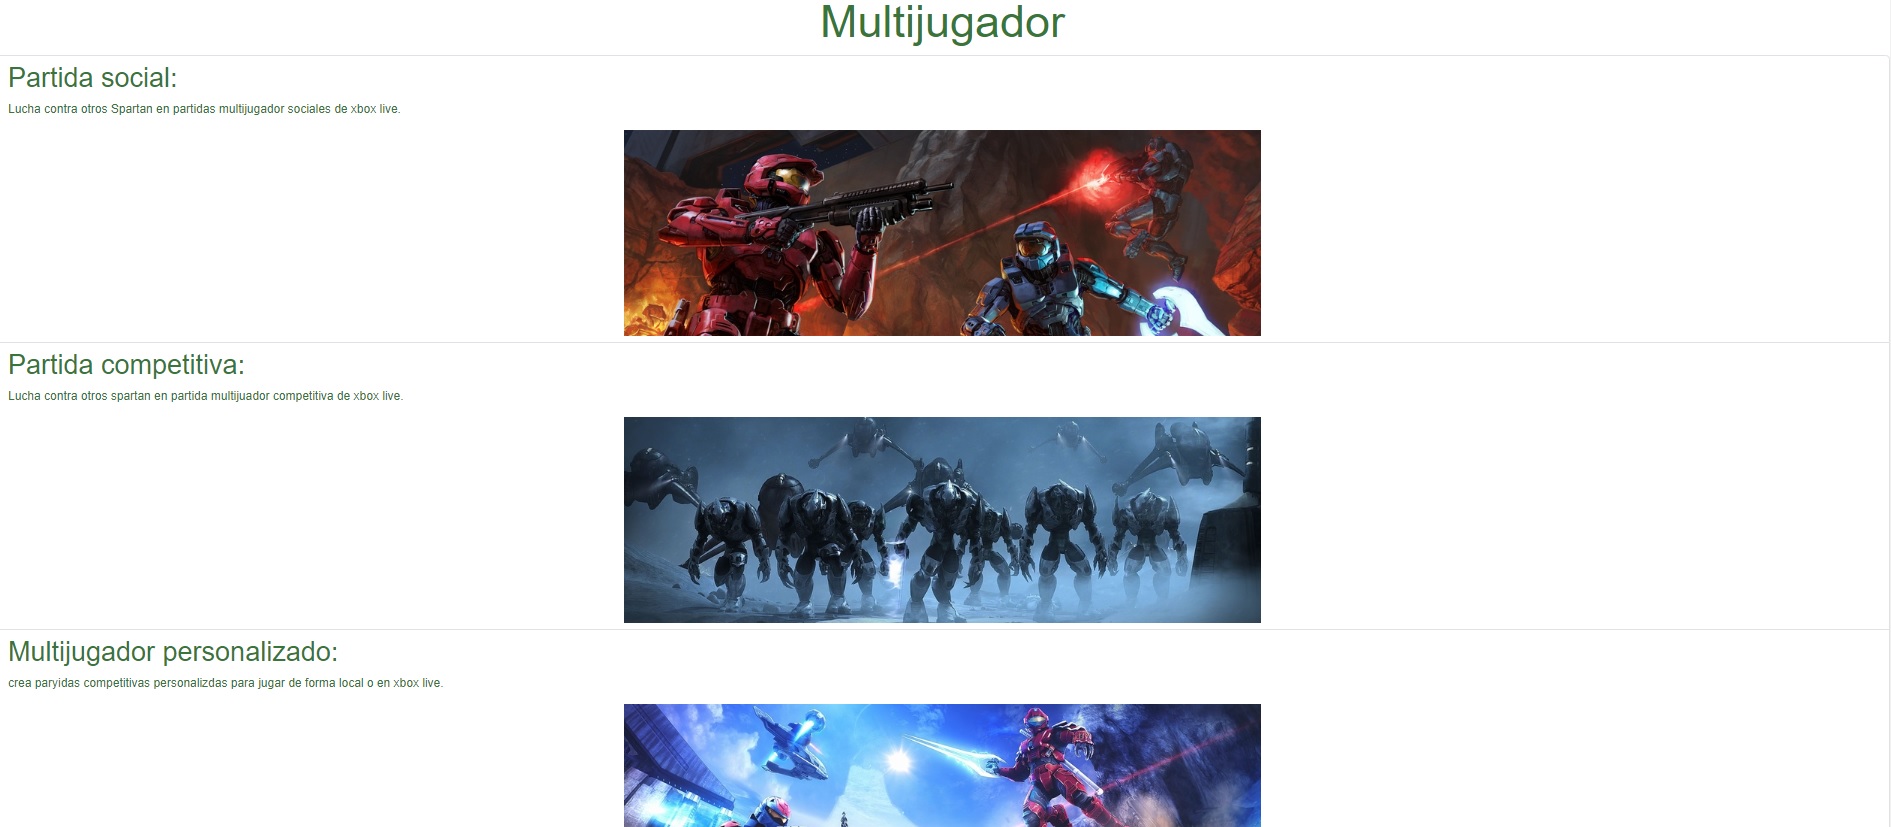 Multijugador
Partida social:
Lucha contra otros Spartan en partidas multijugador sociales de xbox live.
Partida competitiva:
Lucha contra otros spartan en partida multijuador competitiva de xbox live.
Multijugador personalizado:
crea paryidas competitivas personalizdas para jugar de forma local o en xbox live.